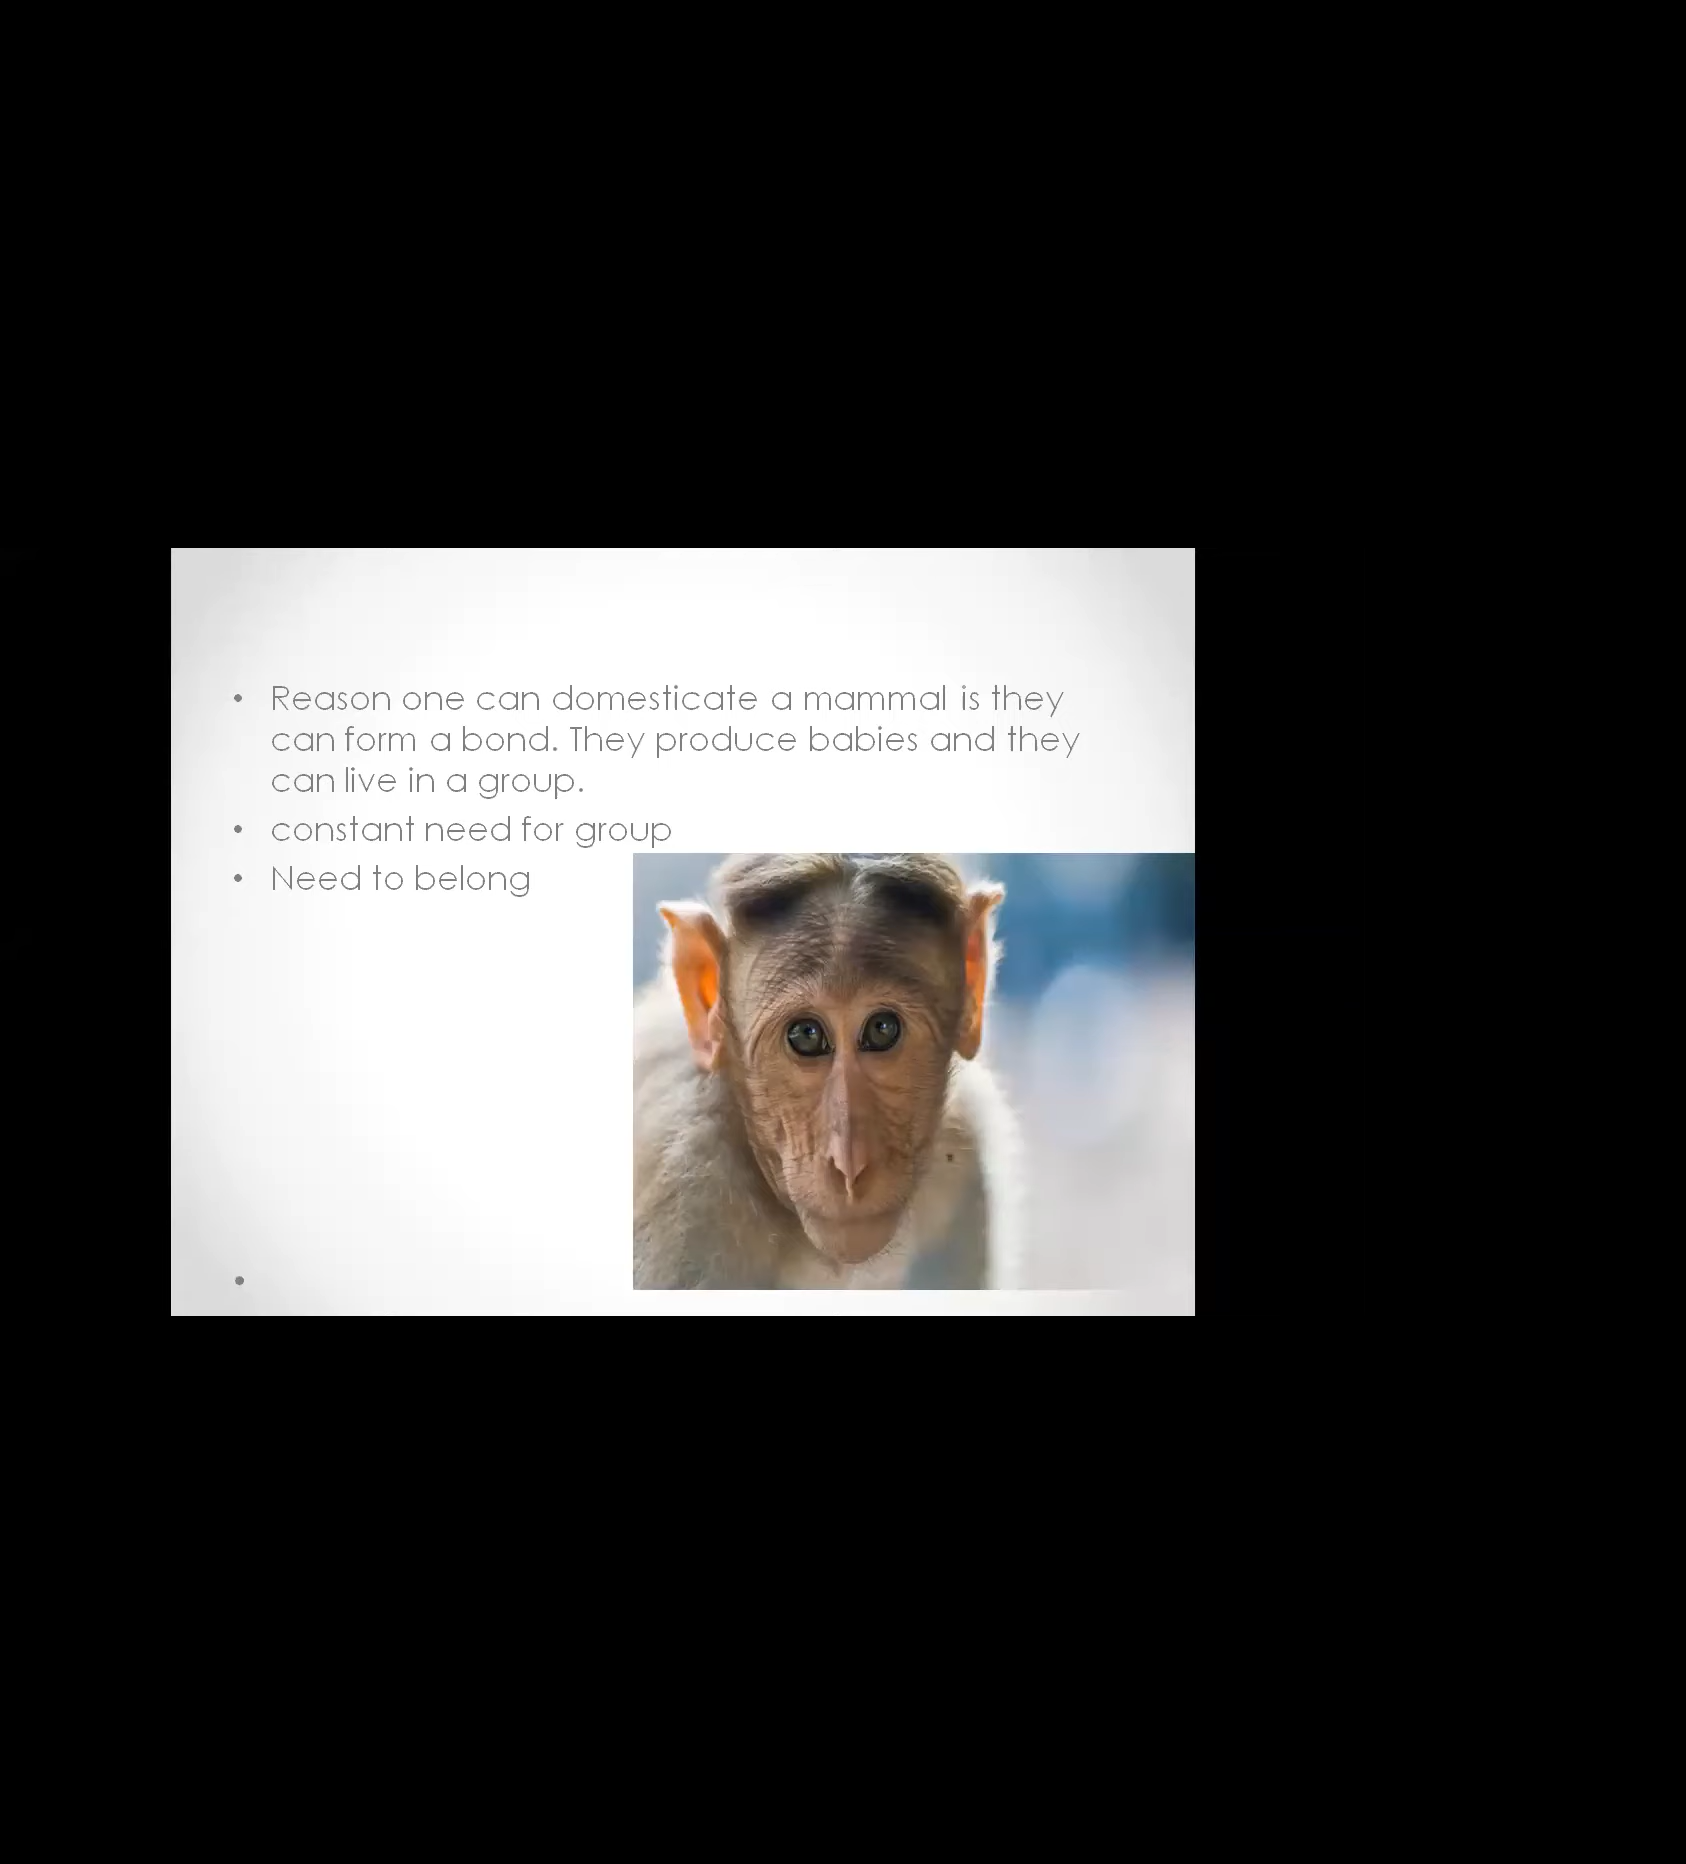 • Reason one can domesticate a mammal is they
can form a bond. They produce babies and they
can live in a group.
• constant need for group
• Need to belong
•